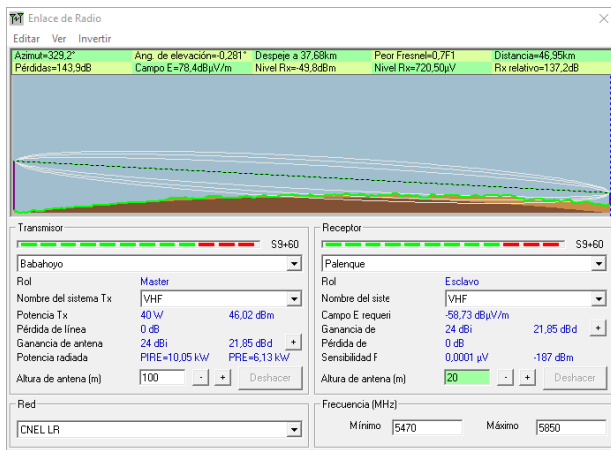 Enlace de Radio
Editar Ver Invertir
Azimut=329,2° Ang. de elevación=-0,281° Despeje a 37,68km Peor Fresnel=0,7F1 Distancia=46,95km
Pérdidas=143,9dB Campo E=78,4dBµV/m Nivel Rx=-49,8dBm Nivel Rx=720,50µV Rx relativo=137,2dB
Transmisor
S9+60
Babahoyo
Rol Master
Nombre del sistema Tx VHF
Potencia Tx 40 W 46,02 dBm
Pérdida de línea 0 dB
Ganancia de antena 24 dBi 21,85 dBd +
Potencia radiada PIRE=10,05 kW PRE=6,13 kW
Altura de antena (m) 100 - + Deshacer
Receptor
S9+60
Palenque
Rol Esclavo
Nombre del siste VHF
Campo E requeri -58,73 dBµV/m
Ganancia de 24 dBi 21,85 dBd +
Pérdida de 0 dB
Sensibilidad F 0,0001 µV -187 dBm
Altura de antena (m) 20 - + Deshacer
Red
CNEL LR
Frecuencia (MHz)
Mínimo 5470 Máximo 5850